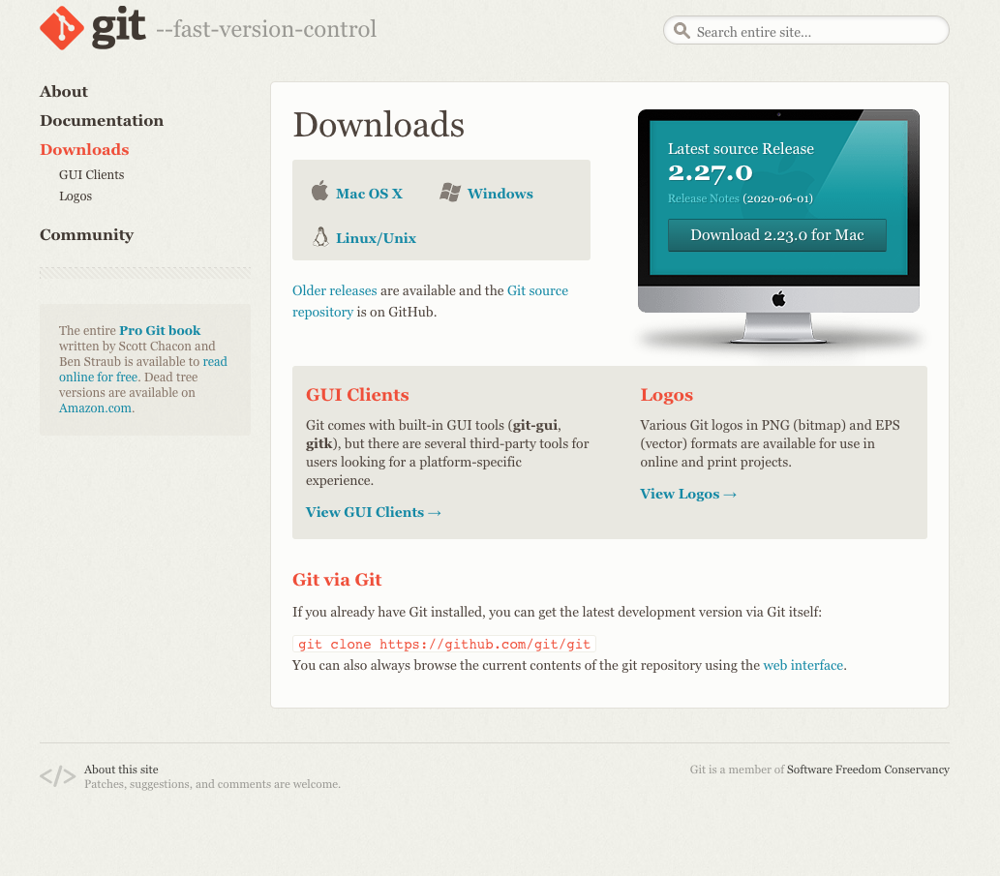 git --fast-version-control
Search entire site...
About
Documentation
Downloads
GUI Clients
Logos
Community
The entire Pro Git book
written by Scott Chacon and
Ben Straub is available to read
online for free. Dead tree
versions are available on
Amazon.com.
Downloads
Mac OS X
Windows
Linux/Unix
Older releases are available and the Git source
repository is on GitHub.
Latest source Release
2.27.0
Release Notes (2020-06-01)
Download 2.23.0 for Mac
GUI Clients
Git comes with built-in GUI tools (git-gui,
gitk), but there are several third-party tools for
users looking for a platform-specific
experience.
View GUI Clients →
Logos
Various Git logos in PNG (bitmap) and EPS
(vector) formats are available for use in
online and print projects.
View Logos →
Git via Git
If you already have Git installed, you can get the latest development version via Git itself:
git clone https://github.com/git/git
You can also always browse the current contents of the git repository using the web interface.
</> About this site
Patches, suggestions, and comments are welcome.
Git is a member of Software Freedom Conservancy